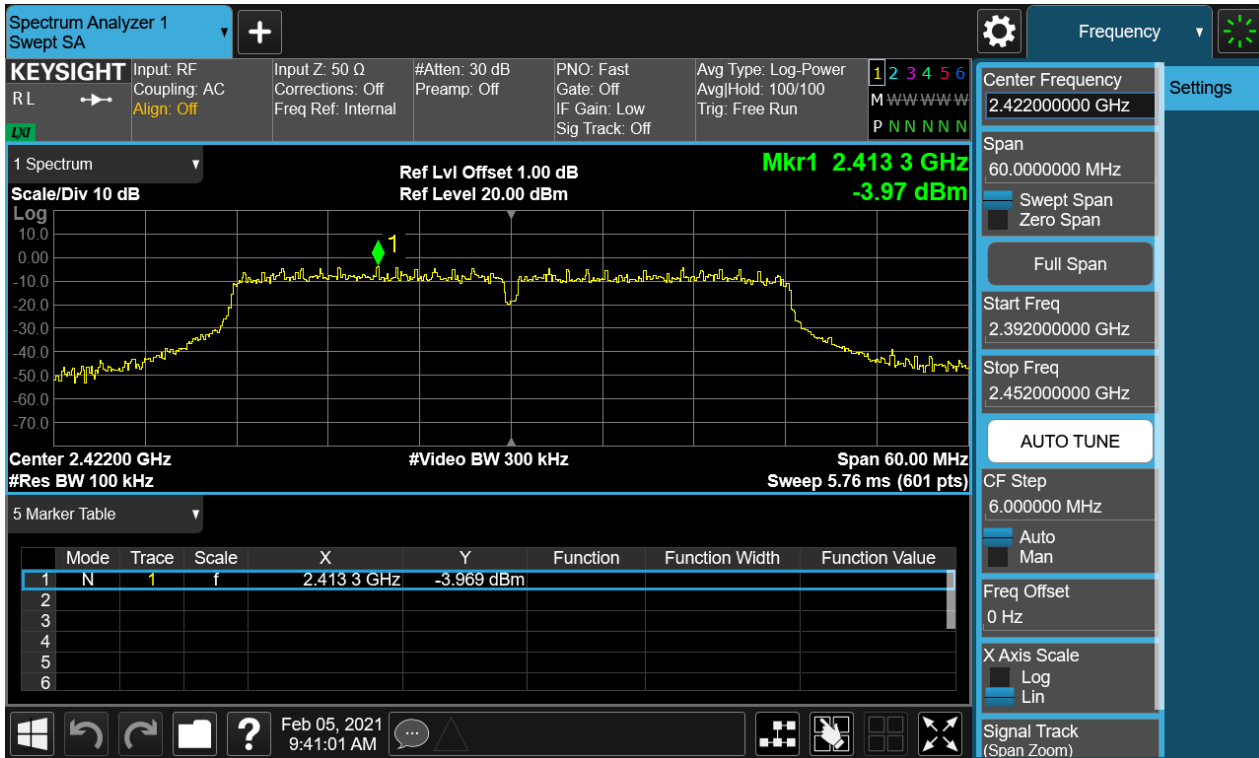 Spectrum Analyzer 1
Swept SA
+
Frequency
KEYSIGHT
R L
LXI
Input: RF
Coupling: AC
Align: Off
Input Z: 50 Ω
Corrections: Off
Freq Ref: Internal
#Atten: 30 dB
Preamp: Off
PNO: Fast
Gate: Off
IF Gain: Low
Sig Track: Off
Avg Type: Log-Power
Avg|Hold: 100/100
Trig: Free Run
1 2 3 4 5 6
M W W W W W
P N N N N N
1 Spectrum
Scale/Div 10 dB
Ref Lvl Offset 1.00 dB
Ref Level 20.00 dBm
Mkr1 2.413 3 GHz
-3.97 dBm
Log
10.0
0.00
-10.0
-20.0
-30.0
-40.0
-50.0
-60.0
-70.0
1
Center 2.42200 GHz
#Video BW 300 kHz
Span 60.00 MHz
#Res BW 100 kHz
Sweep 5.76 ms (601 pts)
5 Marker Table
Mode Trace Scale X Y Function Function Width Function Value
1 N 1 f 2.413 3 GHz -3.969 dBm
2
3
4
5
6
?
Feb 05, 2021
9:41:01 AM
Center Frequency
2.422000000 GHz
Settings
Span
60.0000000 MHz
Swept Span
Zero Span
Full Span
Start Freq
2.392000000 GHz
Stop Freq
2.452000000 GHz
AUTO TUNE
CF Step
6.000000 MHz
Auto
Man
Freq Offset
0 Hz
X Axis Scale
Log
Lin
Signal Track
(Span Zoom)